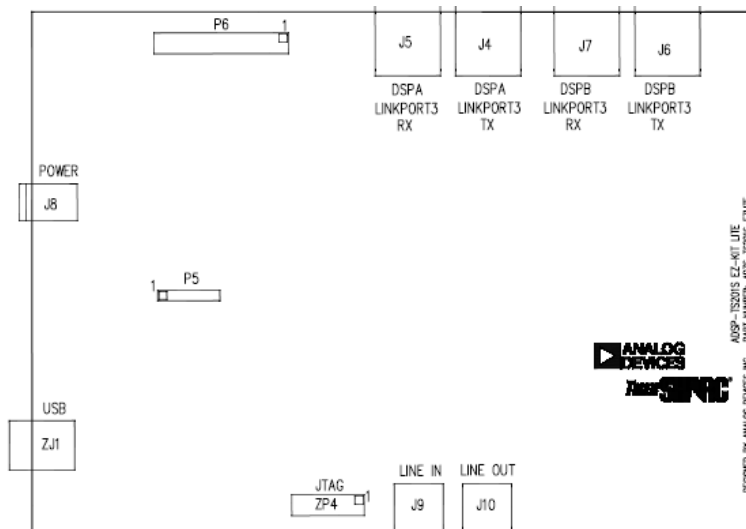 P6
1
J5
J4
J7
J6
DSPA
LINKPORT3
RX
DSPA
LINKPORT3
TX
DSPB
LINKPORT3
RX
DSPB
LINKPORT3
TX
POWER
J8
P5
1
ADSP-TS201S EZ-KIT LITE
ANALOG
DEVICES
USB
ZJ1
JTAG
ZP4
1
LINE IN
J9
LINE OUT
J10